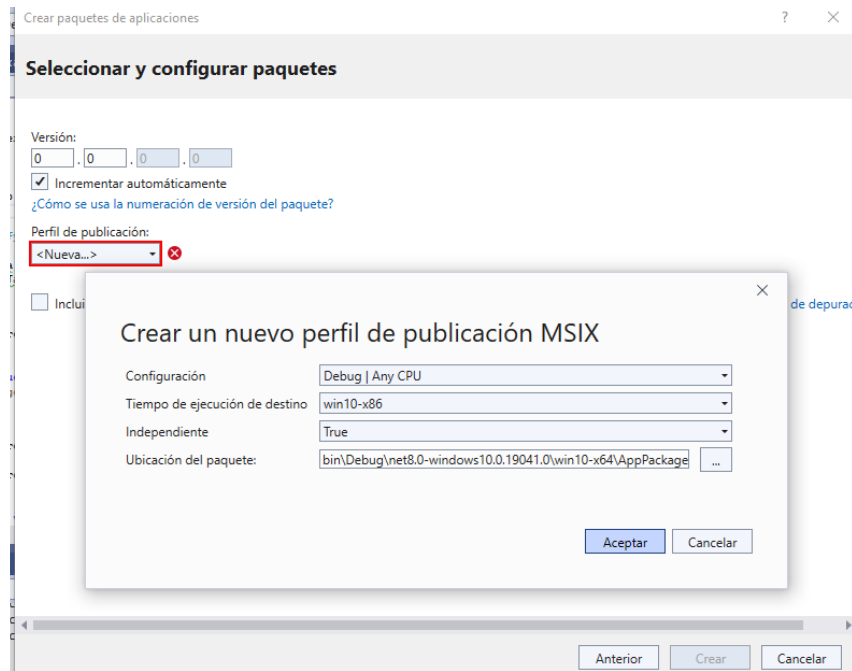 Crear paquetes de aplicaciones
Seleccionar y configurar paquetes
Versión:
0 . 0 . 0 . 0
Incrementar automáticamente
¿Cómo se usa la numeración de versión del paquete?
Perfil de publicación:
<Nueva...>
Inclui de depurac
Crear un nuevo perfil de publicación MSIX
Configuración Debug | Any CPU
Tiempo de ejecución de destino win10-x86
Independiente True
Ubicación del paquete: bin\Debug\net8.0-windows10.0.19041.0\win10-x64\AppPackage ...
Aceptar Cancelar
Anterior Crear Cancelar